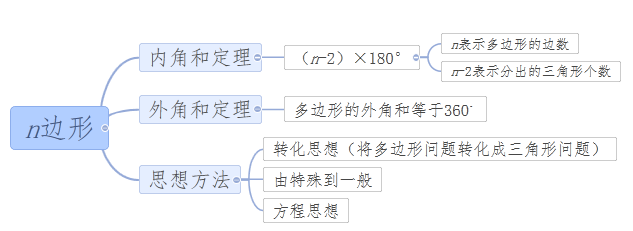 n边形
内角和定理
(n-2)×180°
n表示多边形的边数
n-2表示分出的三角形个数
外角和定理
多边形的外角和等于360°
思想方法
转化思想（将多边形问题转化成三角形问题）
由特殊到一般
方程思想